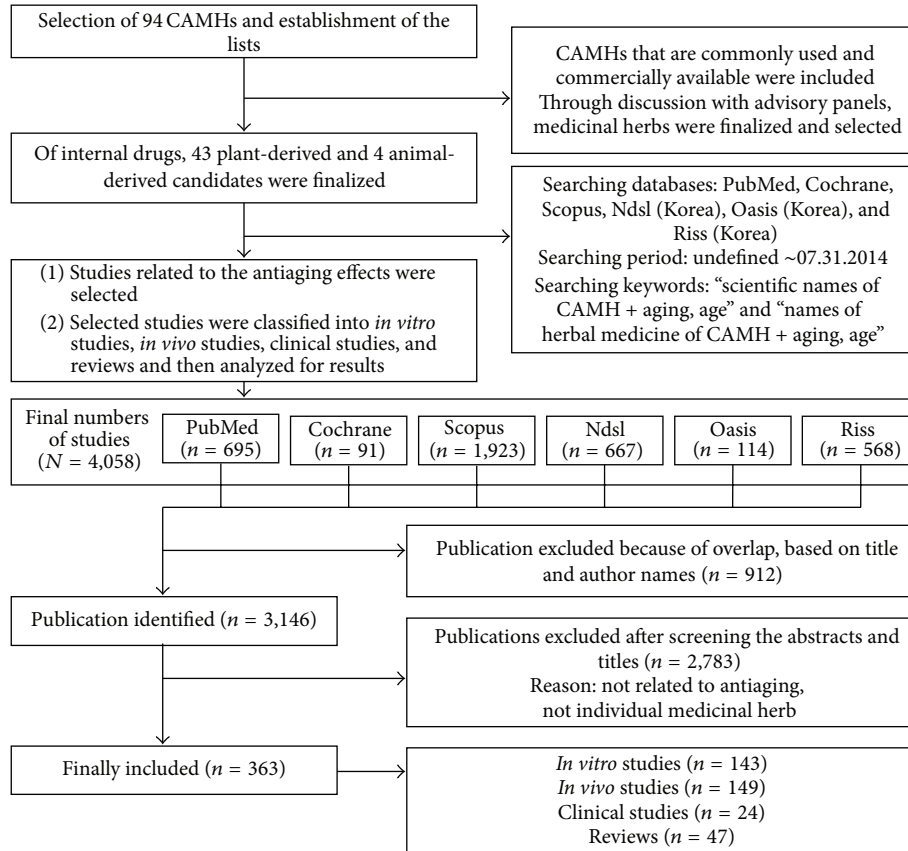 Selection of 94 CAMHs and establishment of the
lists
CAMHs that are commonly used and
commercially available were included
Through discussion with advisory panels,
medicinal herbs were finalized and selected
Of internal drugs, 43 plant-derived and 4 animal-
derived candidates were finalized
Searching databases: PubMed, Cochrane,
Scopus, Ndsl (Korea), Oasis (Korea), and
Riss (Korea)
Searching period: undefined ~07.31.2014
Searching keywords: “scientific names of
CAMH + aging, age” and “names of
herbal medicine of CAMH + aging, age”
(1) Studies related to the antiaging effects were
selected
(2) Selected studies were classified into in vitro
studies, in vivo studies, clinical studies, and
reviews and then analyzed for results
Final numbers
of studies
(N = 4,058)
PubMed
(n = 695)
Cochrane
(n = 91)
Scopus
(n = 1,923)
Ndsl
(n = 667)
Oasis
(n = 114)
Riss
(n = 568)
Publication excluded because of overlap, based on title
and author names (n = 912)
Publication identified (n = 3,146)
Publications excluded after screening the abstracts and
titles (n = 2,783)
Reason: not related to antiaging,
not individual medicinal herb
Finally included (n = 363)
In vitro studies (n = 143)
In vivo studies (n = 149)
Clinical studies (n = 24)
Reviews (n = 47)